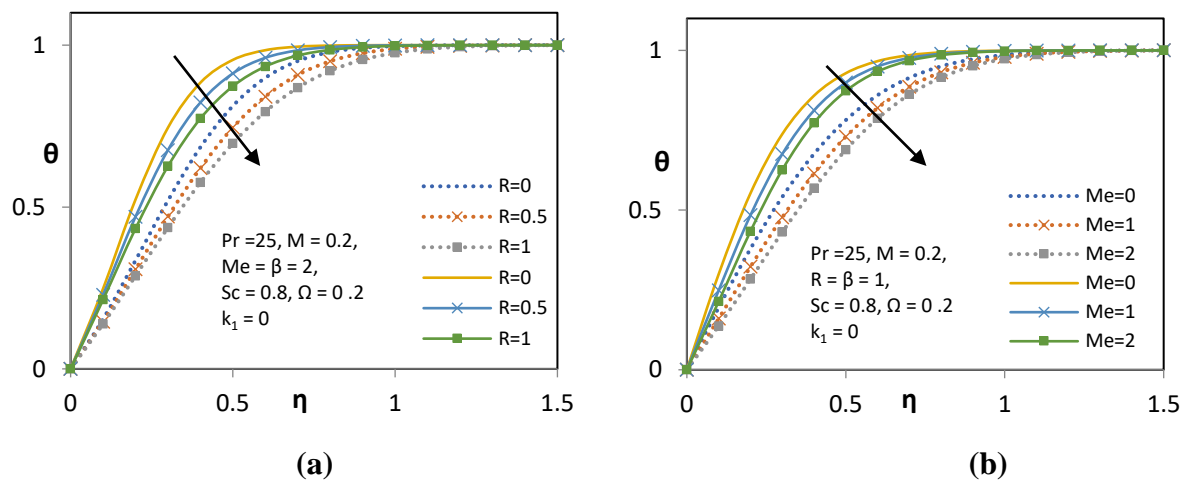 1
θ
0.5
0
0
0.5
η
1
1.5
R=0
R=0.5
R=1
R=0
R=0.5
R=1
Pr =25, M = 0.2,
Me = β = 2,
Sc = 0.8, Ω = 0 .2
k₁ = 0
(a)
1
θ
0.5
0
0
0.5
η
1
1.5
Me=0
Me=1
Me=2
Me=0
Me=1
Me=2
Pr =25, M = 0.2,
R = β = 1,
Sc = 0.8, Ω = 0 .2
k₁ = 0
(b)